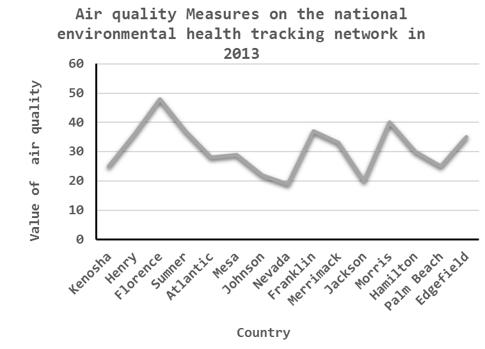 Air quality Measures on the national
environmental health tracking network in
2013
Value of  air quality
60
50
40
30
20
10
0
Kenosha
Henry
Florence
Sumner
Atlantic
Mesa
Johnson
Nevada
Franklin
Merrimack
Jackson
Morris
Hamilton
Palm Beach
Edgefield
Country